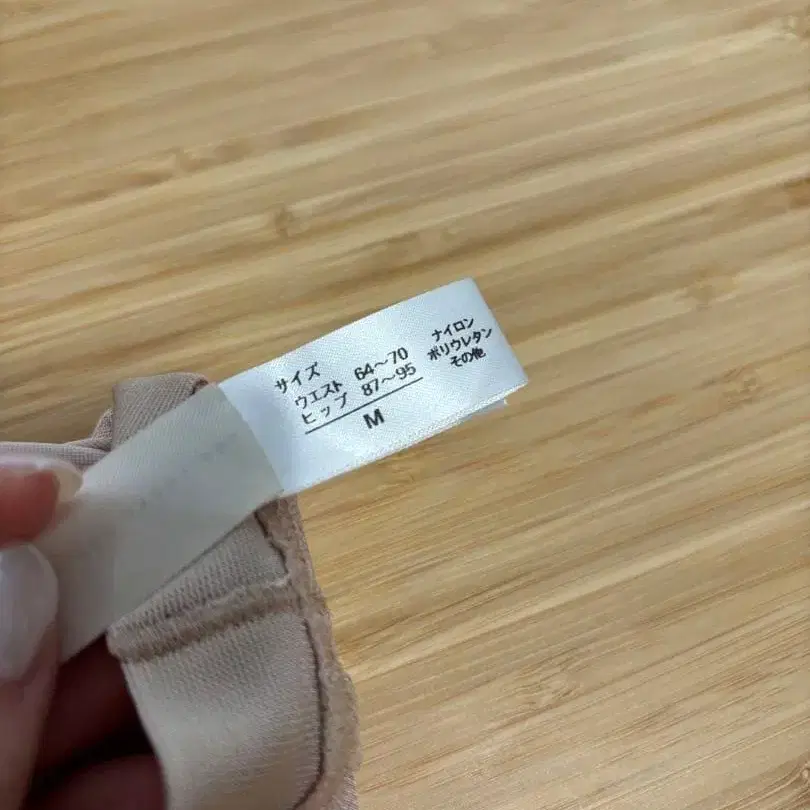 サイズ
ウエスト 64～70
ヒップ 87～95
M
ナイロン
ポリウレタン
その他